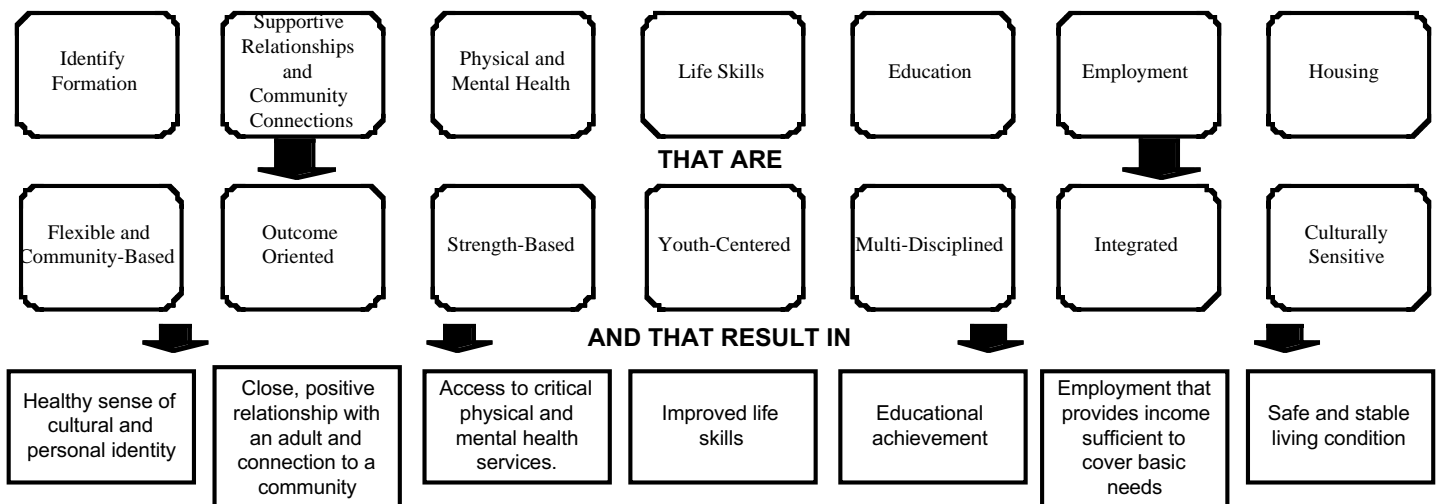 Identify
Formation
Supportive
Relationships
and
Community
Connections
Physical and
Mental Health
Life Skills
Education
Employment
Housing
THAT ARE
Flexible and
Community-Based
Outcome
Oriented
Strength-Based
Youth-Centered
Multi-Disciplined
Integrated
Culturally
Sensitive
AND THAT RESULT IN
Healthy sense of
cultural and
personal identity
Close, positive
relationship with
an adult and
connection to a
community
Access to critical
physical and
mental health
services.
Improved life
skills
Educational
achievement
Employment that
provides income
sufficient to
cover basic
needs
Safe and stable
living condition